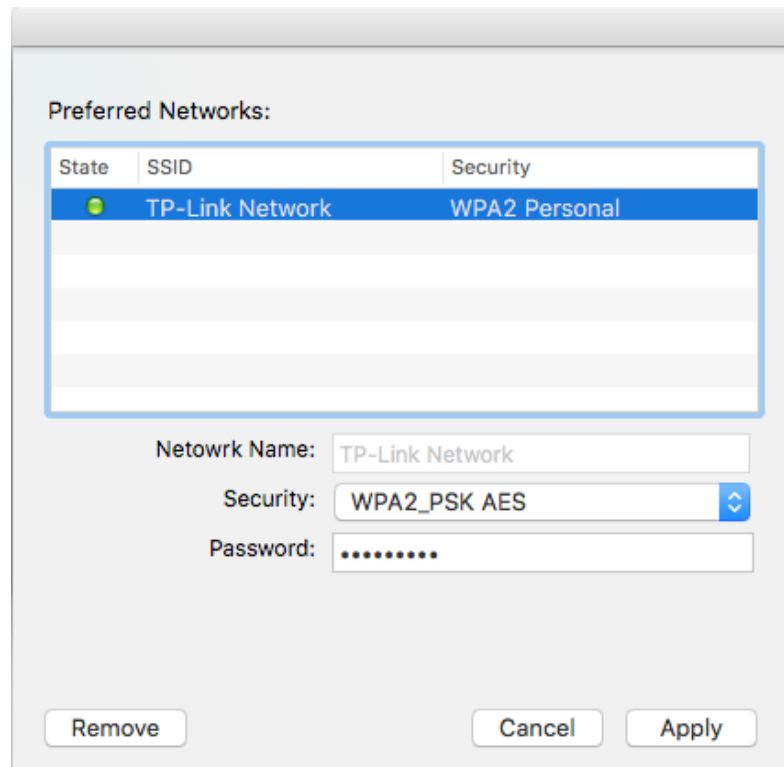 Preferred Networks:
State SSID Security
TP-Link Network WPA2 Personal
Netowrk Name: TP-Link Network
Security: WPA2_PSK AES
Password: •••••••••
Remove Cancel Apply